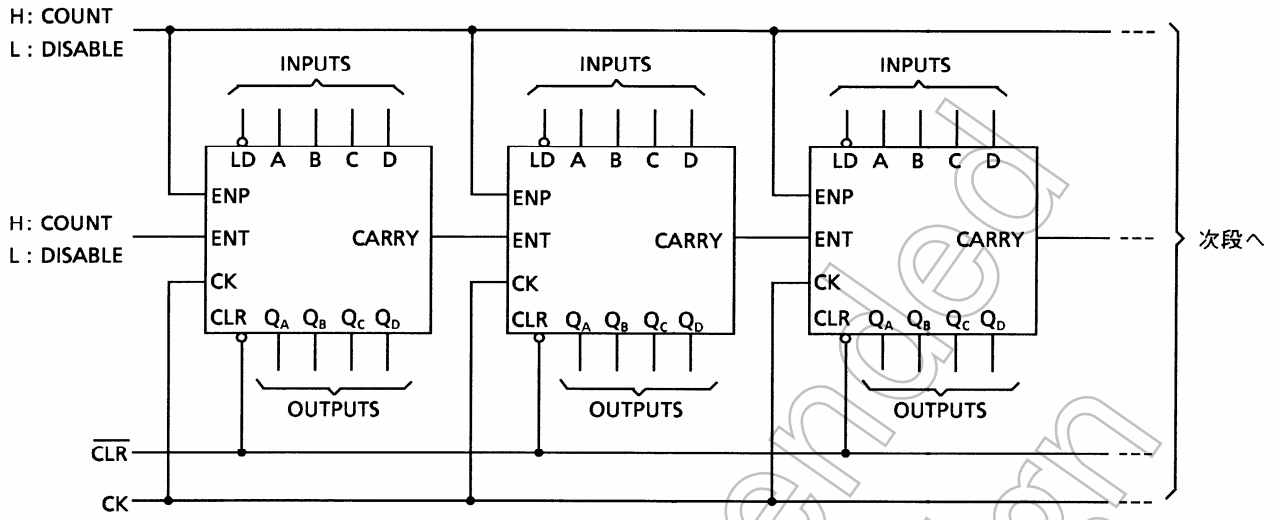 H: COUNT
L : DISABLE
INPUTS
INPUTS
INPUTS
LD A B C D
LD A B C D
LD A B C D
ENP
ENP
ENP
H: COUNT
L : DISABLE
ENT CARRY
ENT CARRY
ENT CARRY
次段へ
CK
CK
CK
CLR QA QB QC QD
CLR QA QB QC QD
CLR QA QB QC QD
OUTPUTS
OUTPUTS
OUTPUTS
CLR
CK